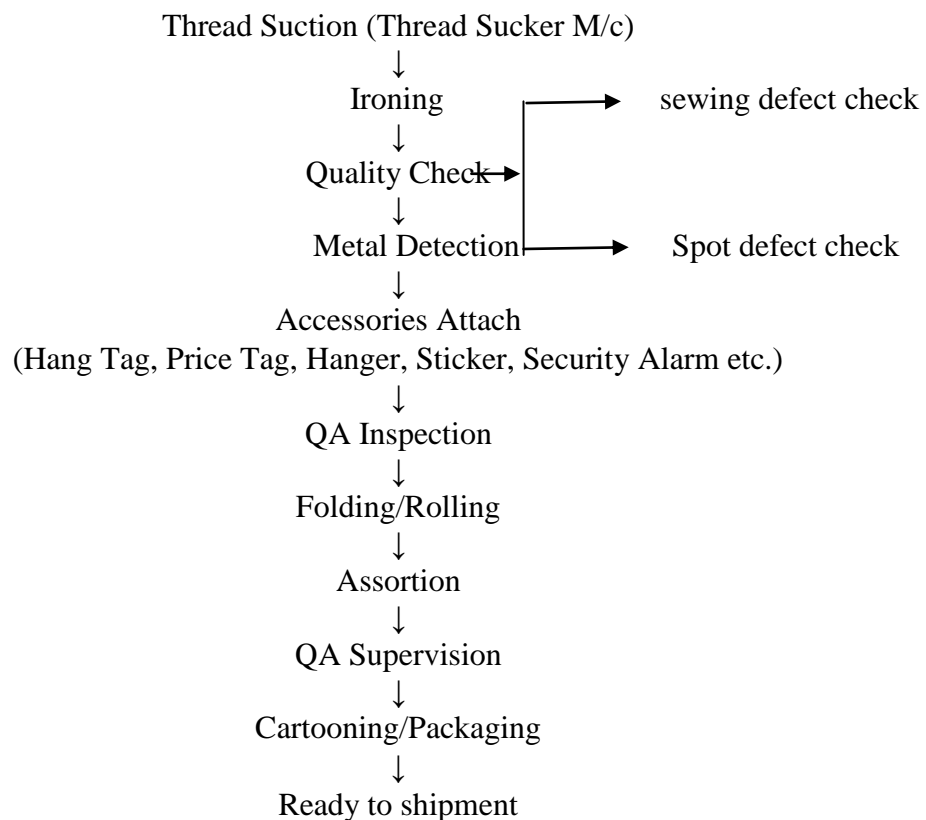 Thread Suction (Thread Sucker M/c)
↓
Ironing
sewing defect check
↓
Quality Check
↓
Metal Detection
Spot defect check
↓
Accessories Attach
(Hang Tag, Price Tag, Hanger, Sticker, Security Alarm etc.)
↓
QA Inspection
↓
Folding/Rolling
↓
Assortion
↓
QA Supervision
↓
Cartooning/Packaging
↓
Ready to shipment